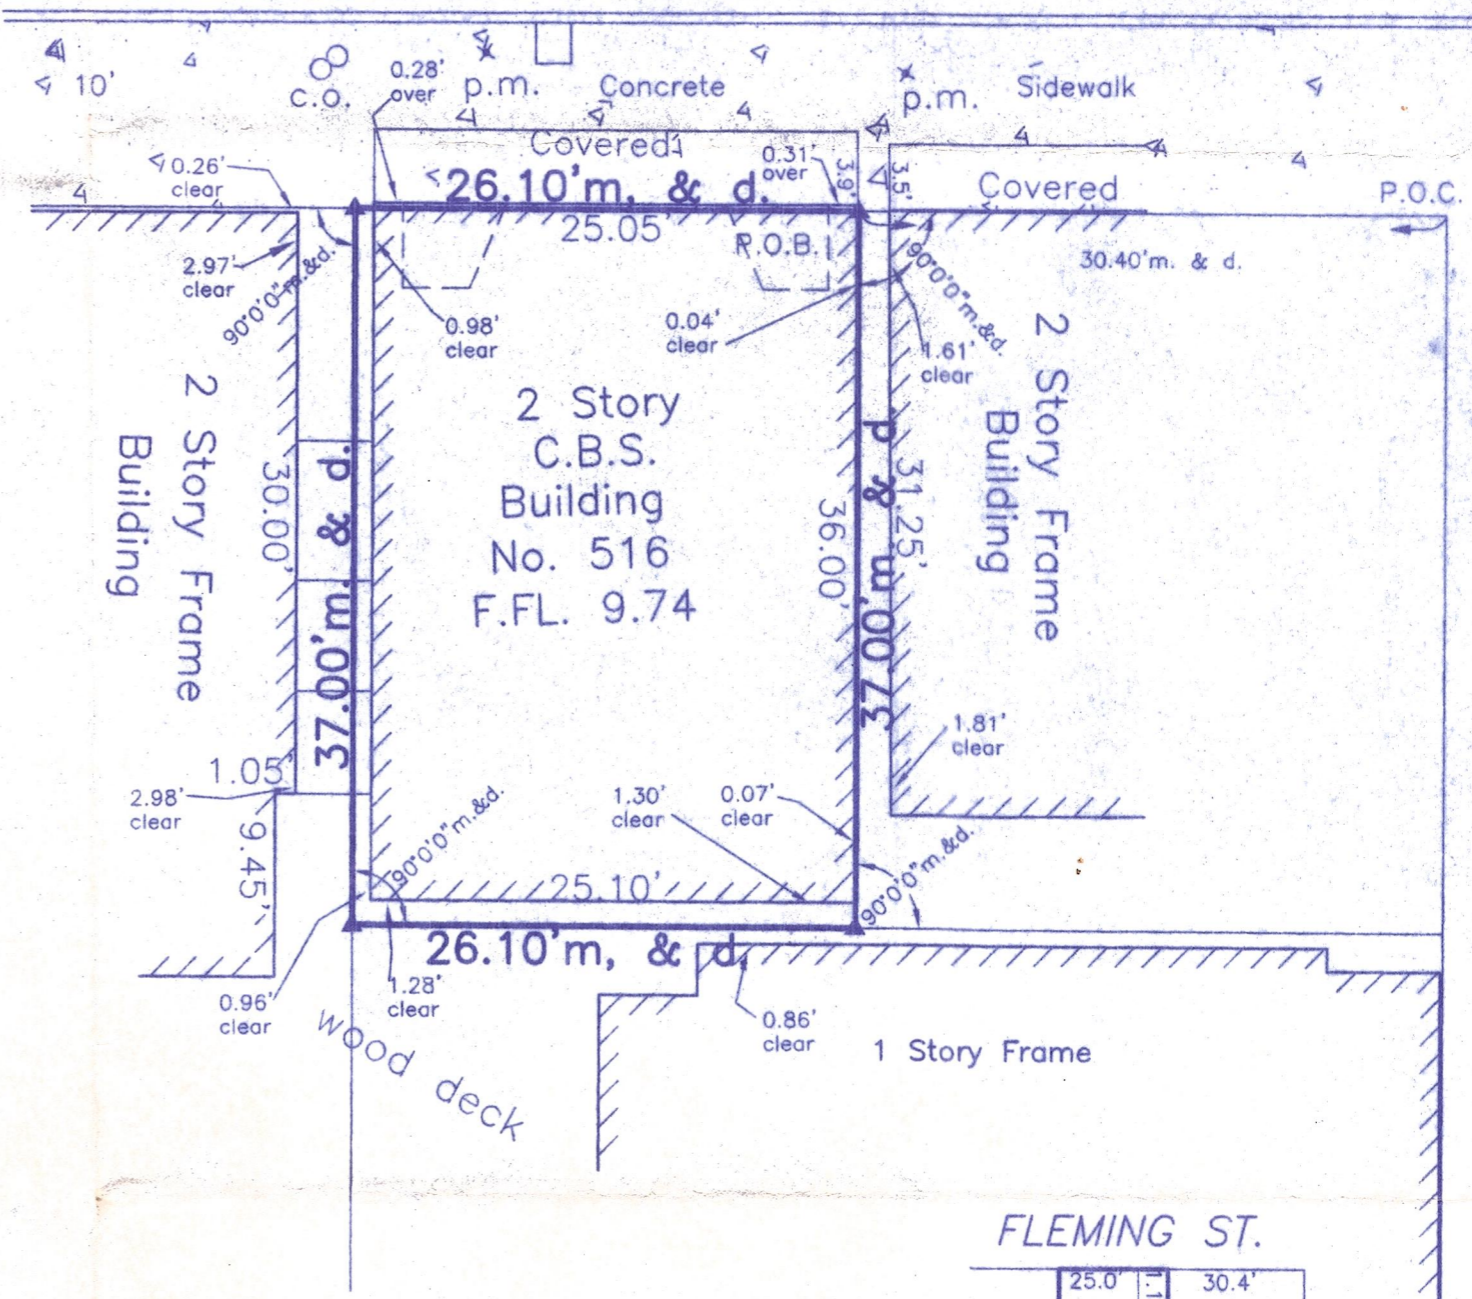 10'
c.o.
0.28'
over
p.m.
Concrete
p.m.
Sidewalk
Covered
0.26'
clear
26.10'm. & d.
0.31'
over
3.9'
3.5'
Covered
P.O.C.
25.05'
P.O.B.
2.97'
clear
90°0'0"m.&d.
0.98'
clear
0.04'
clear
90°0'0"m.&d.
1.61'
clear
30.40'm. & d.
2 Story Frame
Building
30.00'
37.00'm. & d.
2 Story
C.B.S.
Building
No. 516
F.FL. 9.74
36.00'
37.00'm & d
31.25'
2 Story Frame
Building
1.81'
clear
1.05'
2.98'
clear
9.45'
90°0'0"m.&d.
1.30'
clear
0.07'
clear
25.10'
90°0'0"m.&d.
26.10'm, & d.
0.96'
clear
1.28'
clear
0.86'
clear
wood deck
1 Story Frame
FLEMING ST.
25.0'
30.4'